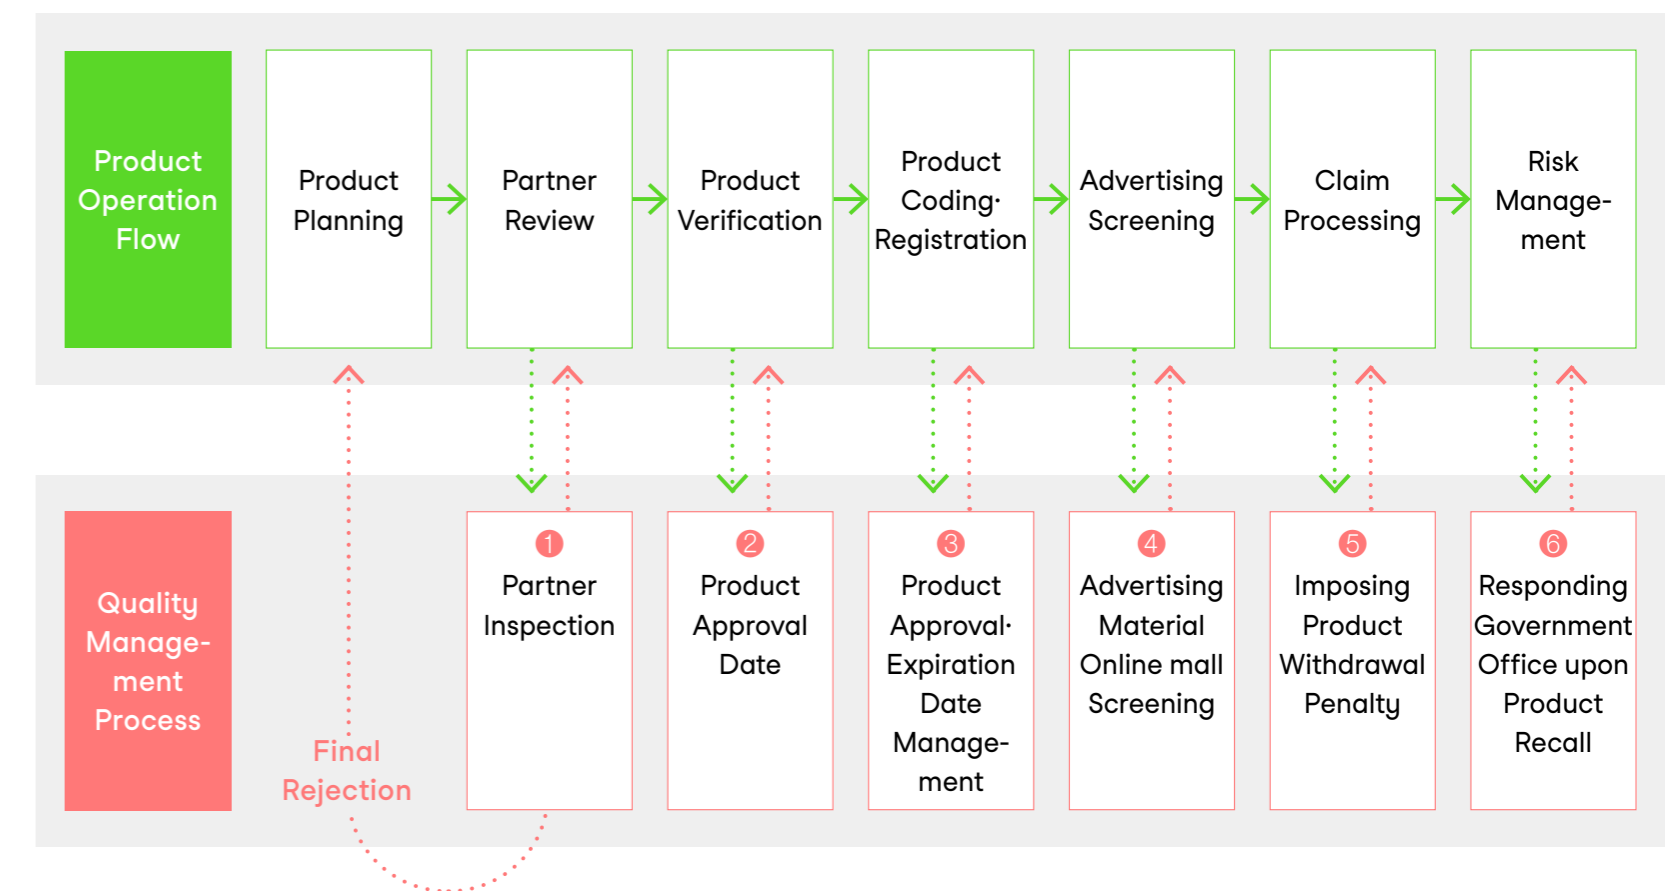 Product
Operation
Flow
Product
Planning
Partner
Review
Product
Verification
Product
Coding·
Registration
Advertising
Screening
Claim
Processing
Risk
Manage-
ment
Quality
Manage-
ment
Process
Final
Rejection
1
Partner
Inspection
2
Product
Approval
Date
3
Product
Approval·
Expiration
Date
Manage-
ment
4
Advertising
Material
Online mall
Screening
5
Imposing
Product
Withdrawal
Penalty
6
Responding
Government
Office upon
Product
Recall